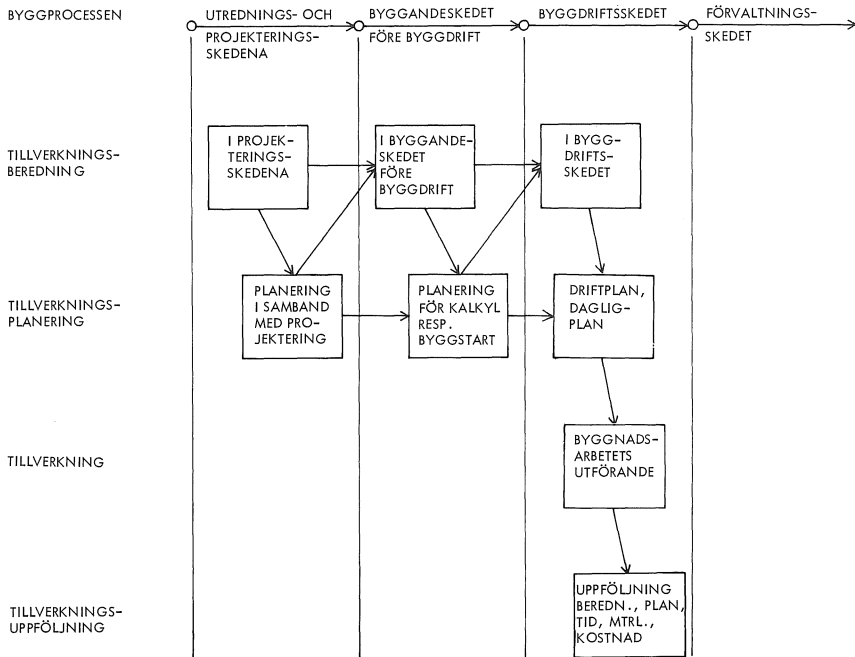 BYGGPROCESSEN
UTREDNINGS- OCH
PROJEKTERINGS-
SKEDENA
BYGGANDESKEDET
FÖRE BYGGDRIFT
BYGGDRIFTSSKEDET
FÖRVALTNINGS-
SKEDET
TILLVERKNINGS-
BEREDNING
I PROJEK-
TERINGS-
SKEDENA
I BYGGANDE-
SKEDET
FÖRE
BYGGDRIFT
I BYGG-
DRIFTS-
SKEDET
TILLVERKNINGS-
PLANERING
PLANERING
I SAMBAND
MED PRO-
JEKTERING
PLANERING
FÖR KALKYL
RESP.
BYGGSTART
DRIFTPLAN,
DAGLIG-
PLAN
TILLVERKNING
BYGGNADS-
ARBETETS
UTFÖRANDE
TILLVERKNINGS-
UPPFÖLJNING
UPPFÖLJNING
BEREDN., PLAN,
TID, MTRL.,
KOSTNAD